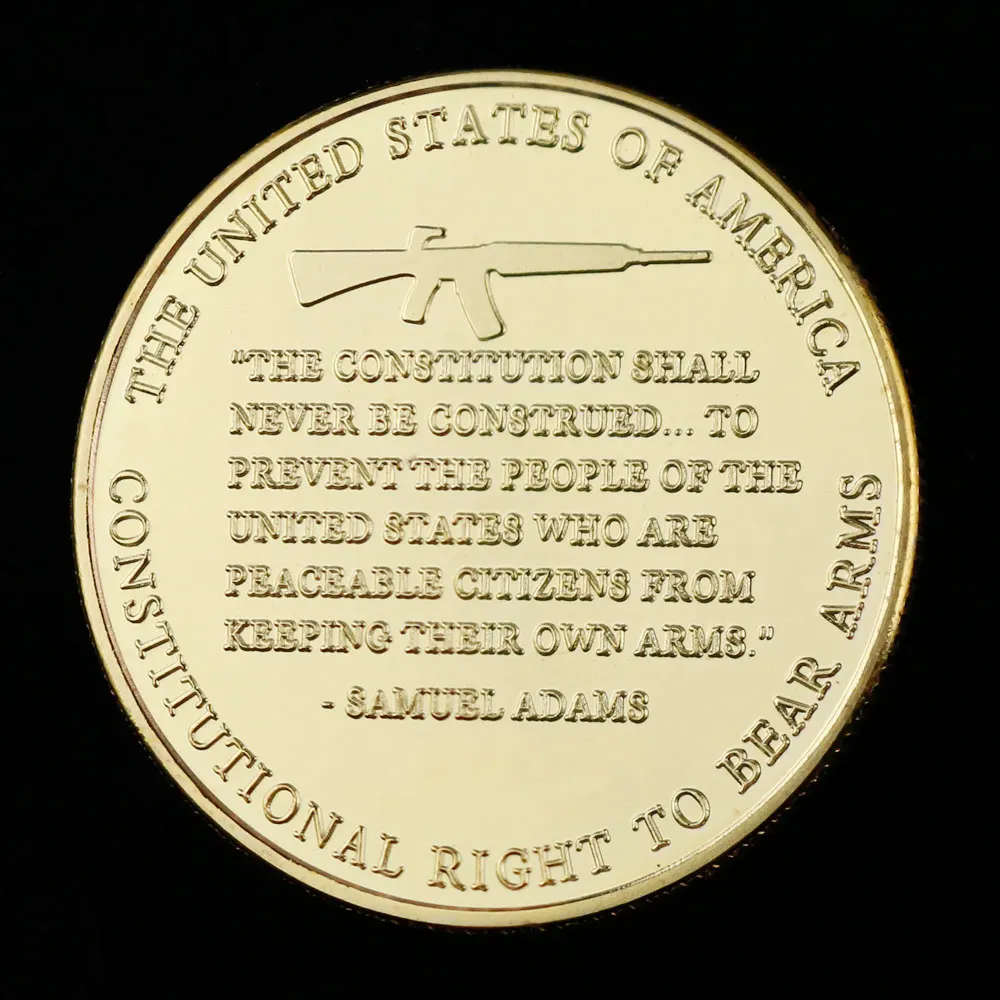 THE UNITED STATES OF AMERICA
"THE CONSTITUTION SHALL
NEVER BE CONSTRUED... TO
PREVENT THE PEOPLE OF THE
UNITED STATES WHO ARE
PEACEABLE CITIZENS FROM
KEEPING THEIR OWN ARMS."
- SAMUEL ADAMS
CONSTITUTIONAL RIGHT TO BEAR ARMS